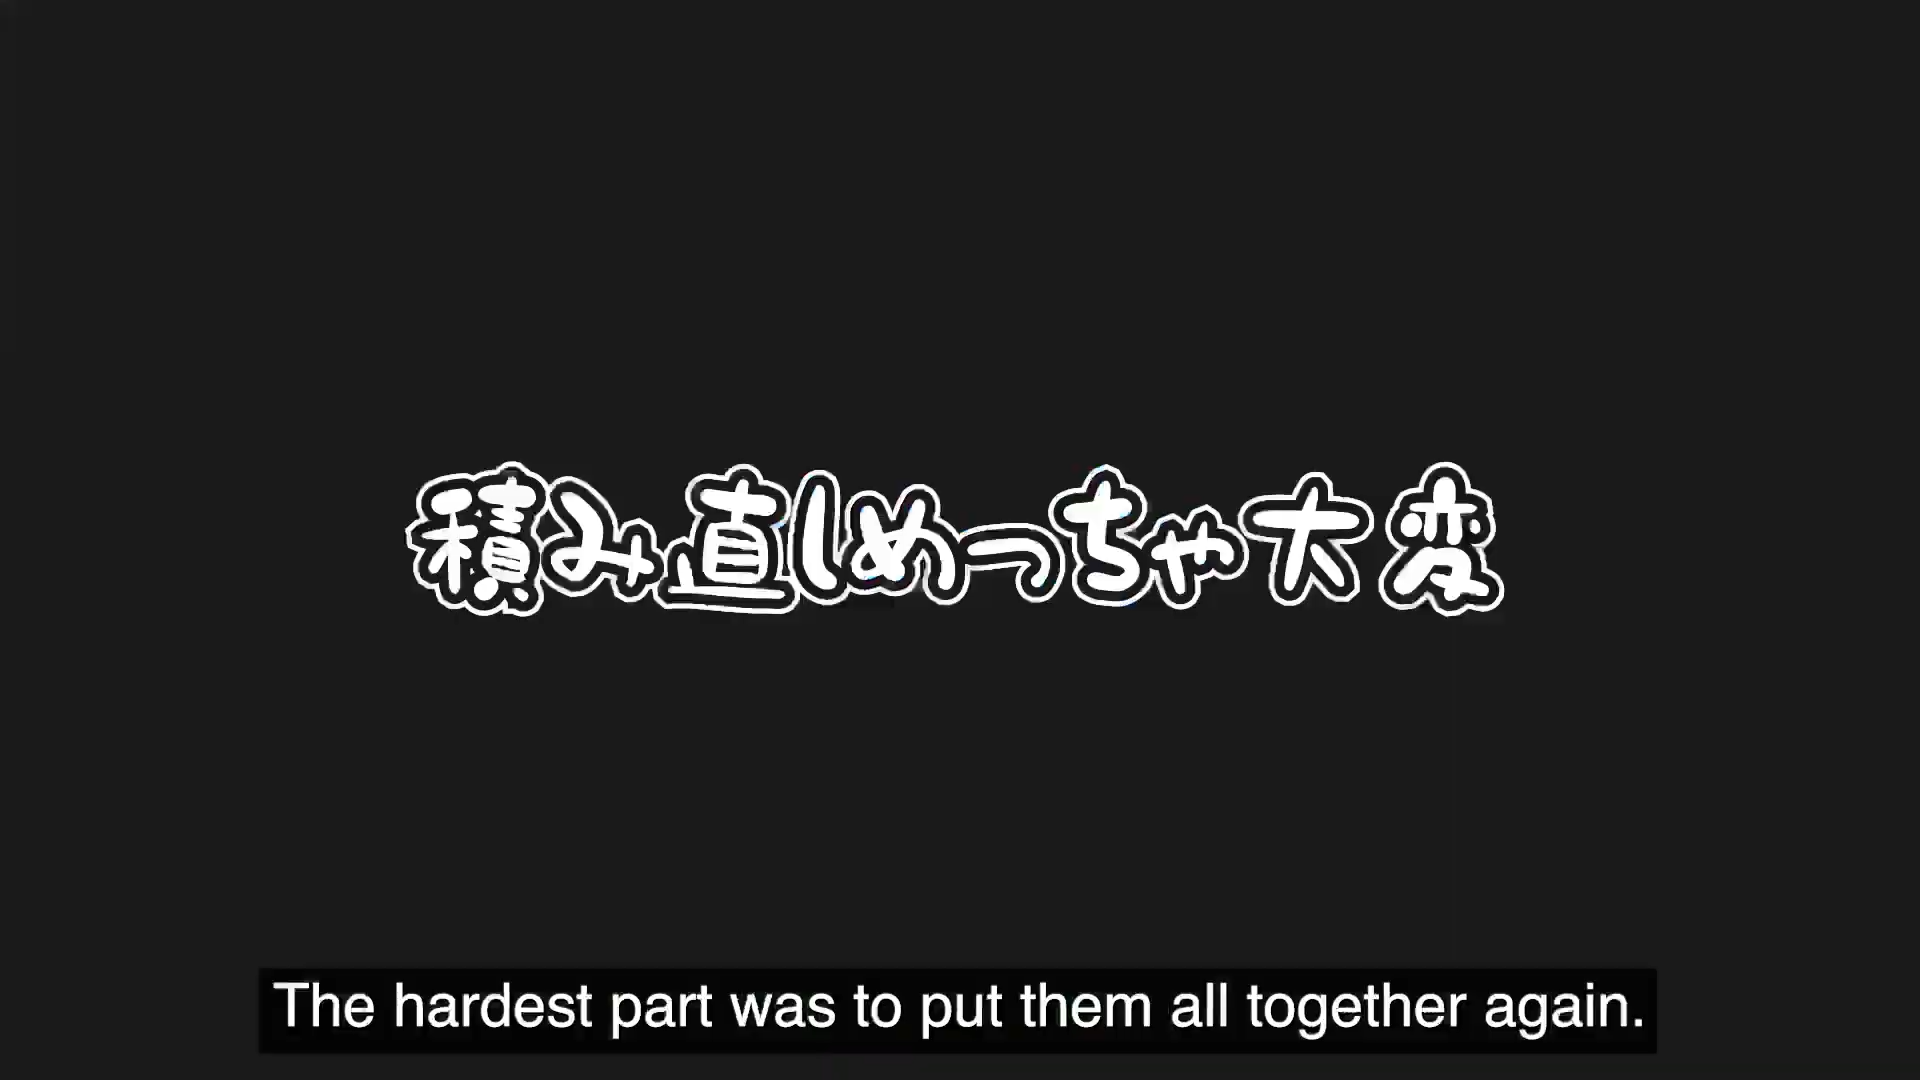 積み直しめっちゃ大変
The hardest part was to put them all together again.